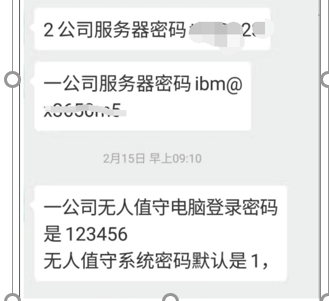 2 公司服务器密码
一公司服务器密码 ibm@
2月15日 早上09:10
一公司无人值守电脑登录密码
是 123456
无人值守系统密码默认是 1，